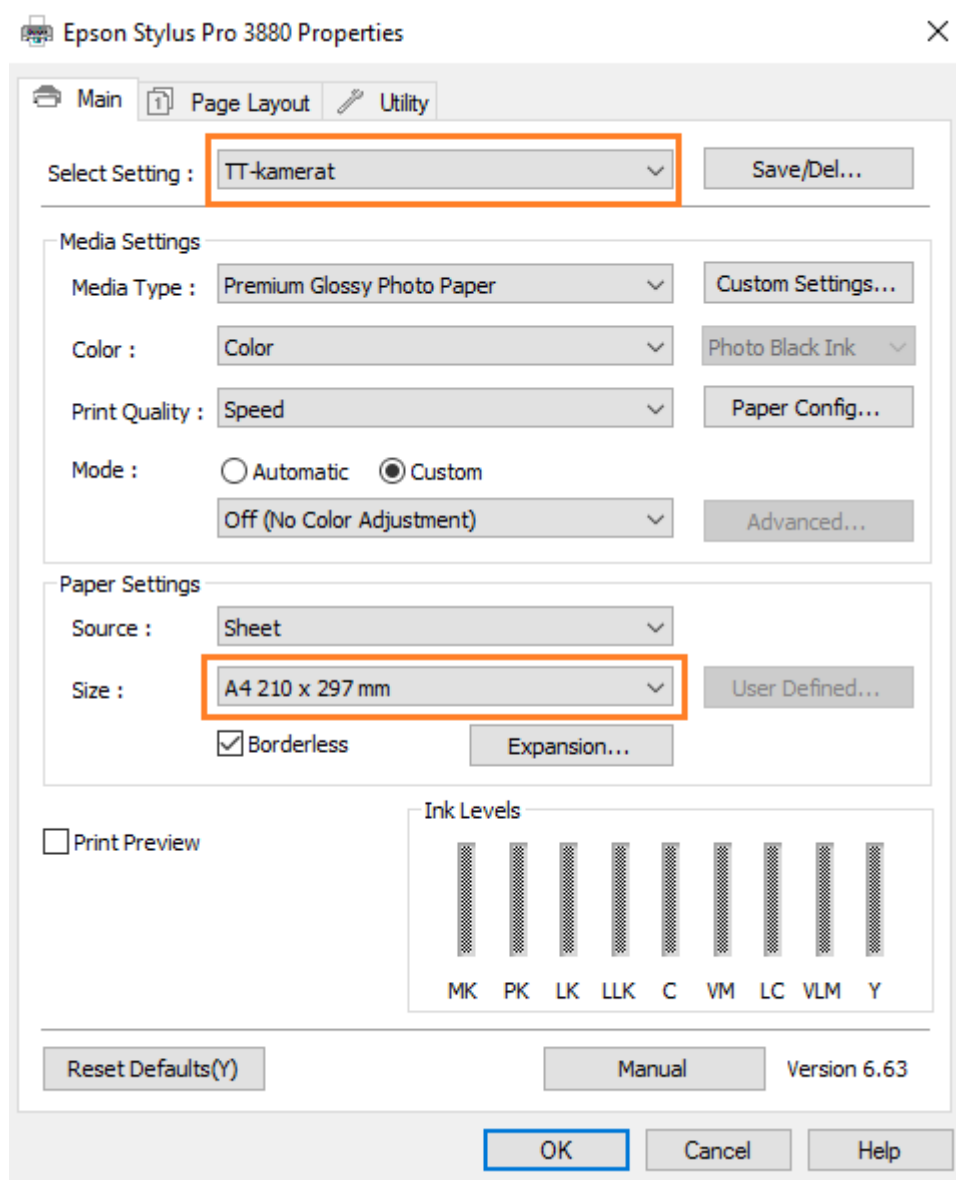 Epson Stylus Pro 3880 Properties
Main Page Layout Utility
Select Setting : TT-kamerat Save/Del...
Media Settings
Media Type : Premium Glossy Photo Paper Custom Settings...
Color : Color Photo Black Ink
Print Quality : Speed Paper Config...
Mode : Automatic Custom
Off (No Color Adjustment) Advanced...
Paper Settings
Source : Sheet
Size : A4 210 x 297 mm User Defined...
Borderless Expansion...
Print Preview
Ink Levels
MK PK LK LLK C VM LC VLM Y
Reset Defaults(Y) Manual Version 6.63
OK Cancel Help